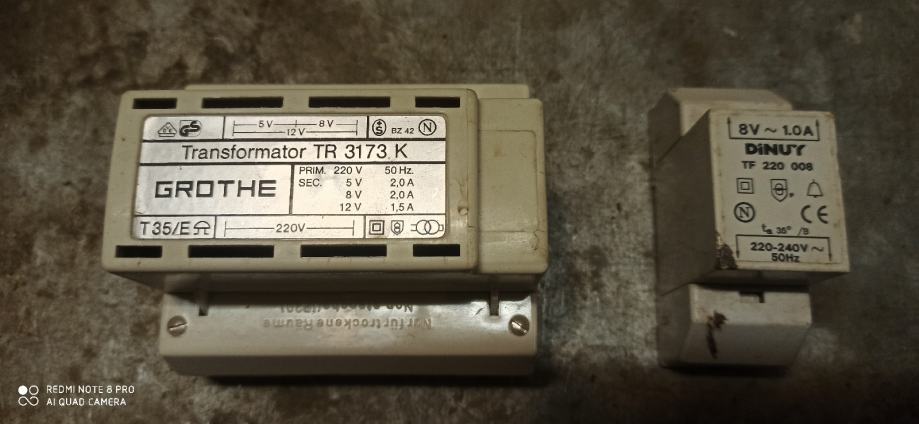 5 V 8 V
12 V
BZ 42 N
Transformator TR 3173 K
GROTHE
PRIM. 220 V 50 Hz.
SEC. 5 V 2,0 A
8 V 2,0 A
12 V 1,5 A
T35/E
220V
Nur für trockene Räume
8V ~ 1.0A
DiNUY
TF 220 008
N CE
ta 35° /B
220-240V ~
50Hz
REDMI NOTE 8 PRO
AI QUAD CAMERA